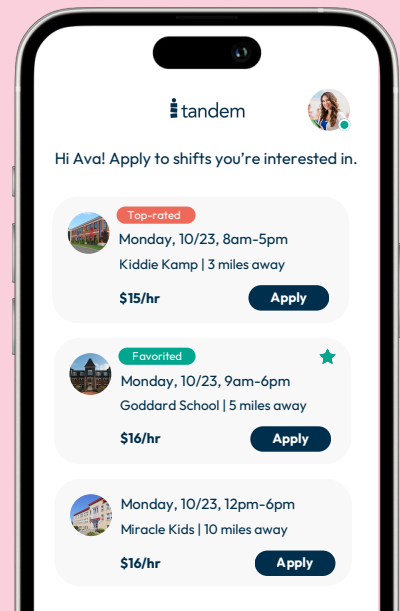 tandem
Hi Ava! Apply to shifts you're interested in.
Top-rated
Monday, 10/23, 8am-5pm
Kiddie Kamp | 3 miles away
$15/hr
Apply
Favorited
Monday, 10/23, 9am-6pm
Goddard School | 5 miles away
$16/hr
Apply
Monday, 10/23, 12pm-6pm
Miracle Kids | 10 miles away
$16/hr
Apply